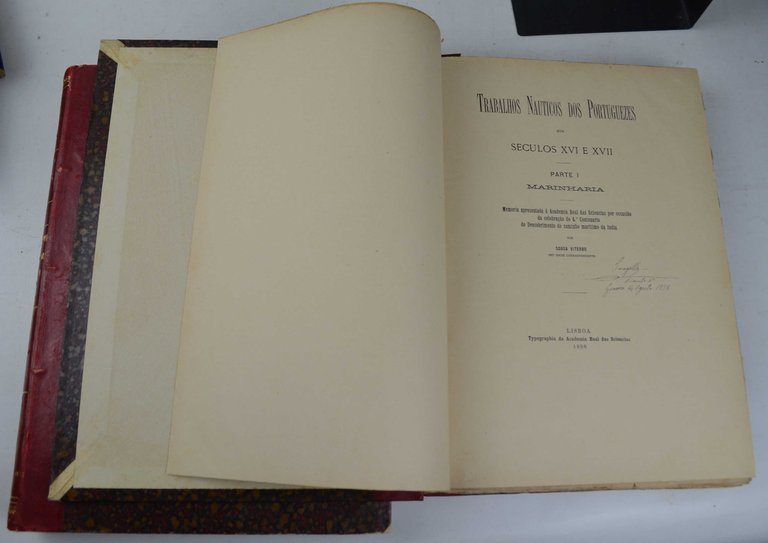 TRABALHOS NAUTICOS DOS PORTUGUEZES
NOS
SECULOS XVI E XVII
PARTE I
MARINHARIA
Memoria apresentada á Academia Real das Sciencias por occasião
da celebração do 4.º Centenario
do Descobrimento do caminho maritimo da India
POR
SOUSA VITERBO
SEU SOCIO CORRESPONDENTE
LISBOA
Typographia da Academia Real das Sciencias
1898